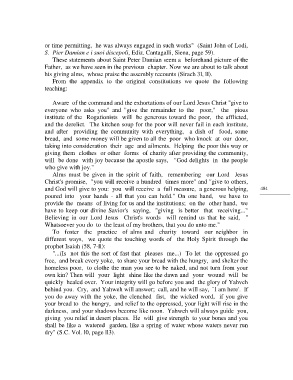 or time permitting, he was always engaged in such works" (Saint John of Lodi,
S. Pier Damian e i suoi discepoli, Ediz. Cantagalli, Siena, page 59).
These statements about Saint Peter Damian seem a beforehand picture of the
Father, as we have seen in the previous chapter. Now we are about to talk about
his giving alms, whose praise the assembly recounts (Sirach 31, 11).
From the appendix to the original constitutions we quote the following
teaching:
Aware of the command and the exhortations of our Lord Jesus Christ "give to
everyone who asks you" and "give the remainder to the poor," the pious
institute of the Rogationists will be generous toward the poor, the afflicted,
and the derelict. The kitchen soup for the poor will never fail in each institute,
and after providing the community with everything, a dish of food, some
bread, and some money will be given to all of the poor who knock at our door,
taking into consideration their age and ailments. Helping the poor this way or
giving them clothes or other forms of charity after providing the community,
will be done with joy because the apostle says, "God delights in the people
who give with joy."
Alms must be given in the spirit of faith, remembering our Lord Jesus
Christ's promise, "you will receive a hundred times more" and "give to others,
and God will give to you: you will receive a full measure, a generous helping,
poured into your hands - all that you can hold." On one hand, we have to
provide the means of living for us and the institutions; on the other hand, we
have to keep our divine Saviour's saying, "giving is better that receiving..."
Believing in our Lord Jesus Christ's words will remind us that he said, "
Whatsoever you do to the least of my brothers, that you do unto me."
To foster the practice of alms and charity toward our neighbor in
different ways, we quote the touching words of the Holy Spirit through the
prophet Isaiah (58, 7-8):
"...(Is not this the sort of fast that pleases me...) To let the oppressed go
free, and break every yoke, to share your bread with the hungry, and shelter the
homeless poor, to clothe the man you see to be naked, and not turn from your
own kin? Then will your light shine like the dawn and your wound will be
quickly healed over. Your integrity will go before you and the glory of Yahweh
behind you. Cry, and Yahweh will answer; call, and he will say, 'I am here'. If
you do away with the yoke, the clenched fist, the wicked word, if you give
your bread to the hungry, and relief to the oppressed, your light will rise in the
darkness, and your shadows become like noon. Yahweh will always guide you,
giving you relief in desert places. He will give strength to your bones and you
shall be like a watered garden, like a spring of water whose waters never run
dry" (S.C. Vol. 10, page 113).